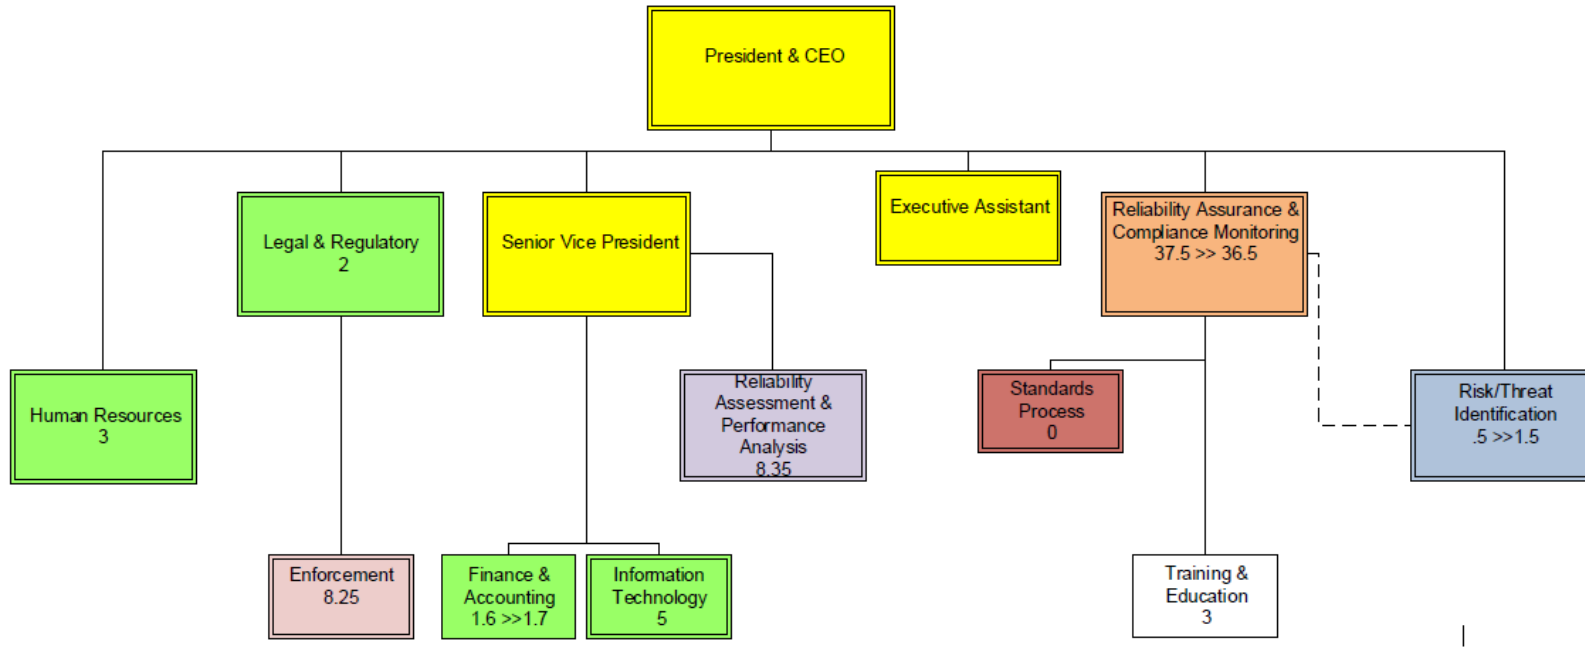 President & CEO
Executive Assistant
Legal & Regulatory
2
Senior Vice President
Reliability Assurance &
Compliance Monitoring
37.5 >> 36.5
Human Resources
3
Reliability
Assessment &
Performance
Analysis
8.35
Standards
Process
0
Risk/Threat
Identification
.5 >>1.5
Enforcement
8.25
Finance &
Accounting
1.6 >>1.7
Information
Technology
5
Training &
Education
3